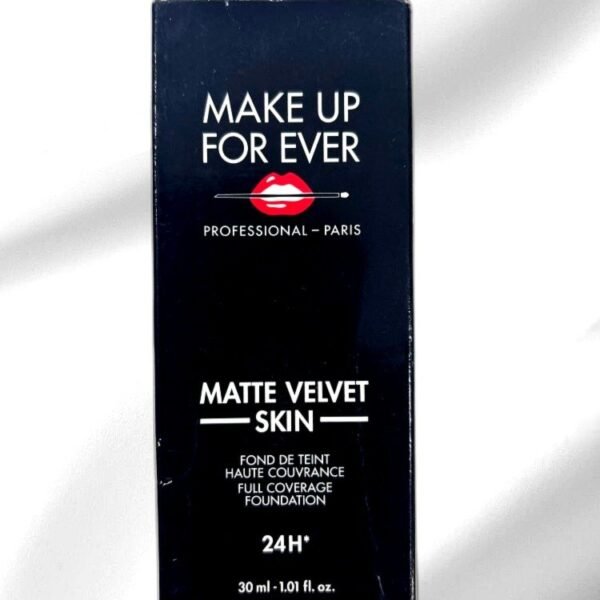 MAKE UP
FOR EVER
PROFESSIONAL – PARIS
MATTE VELVET
SKIN
FOND DE TEINT
HAUTE COUVRANCE
FULL COVERAGE
FOUNDATION
24H*
30 ml - 1.01 fl. oz.